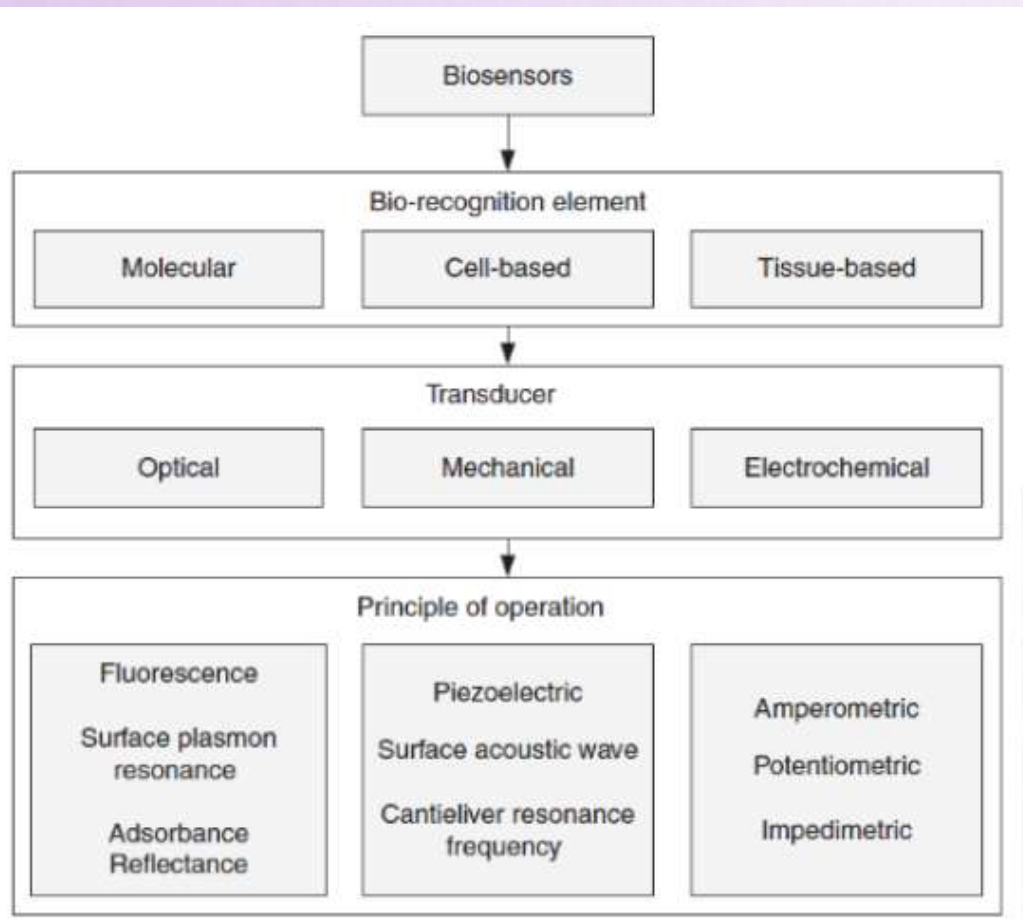 Biosensors
Bio-recognition element
Molecular
Cell-based
Tissue-based
Transducer
Optical
Mechanical
Electrochemical
Principle of operation
Fluorescence
Surface plasmon
resonance
Adsorbance
Reflectance
Piezoelectric
Surface acoustic wave
Cantieliver resonance
frequency
Amperometric
Potentiometric
Impedimetric